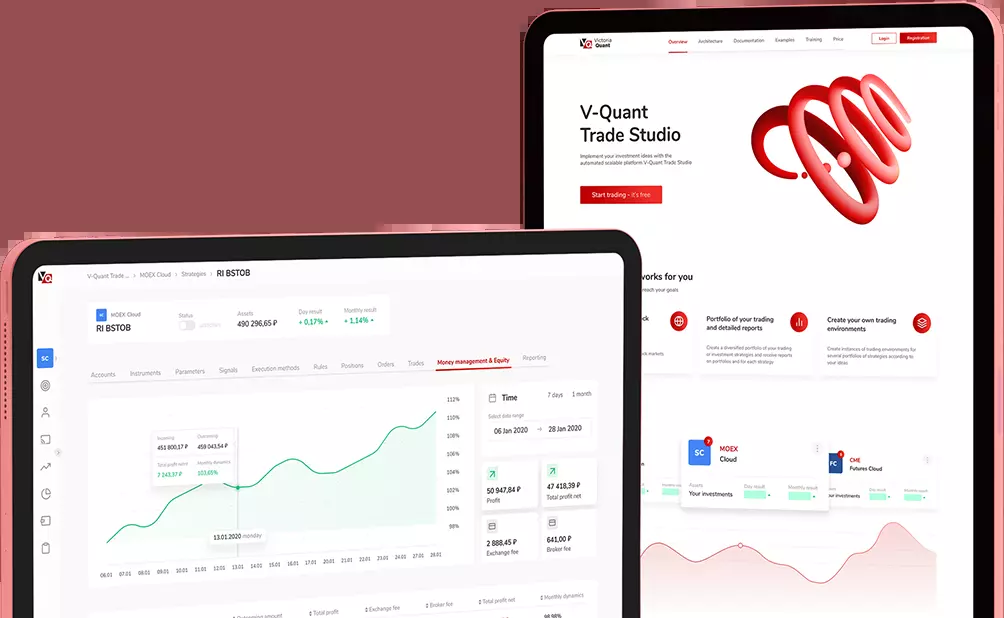 VQ Victoria
Quant
Overview
Architecture
Documentation
Examples
Training
Price
Login
Registration
V-Quant
Trade Studio
Implement your investment ideas with the
automated scalable platform V-Quant Trade Studio
Start trading - it's free
works for you
reach your goals
Portfolio of your trading
and detailed reports
Create a diversified portfolio of your trading
or investment strategies and receive reports
on portfolio and for each strategy
Create your own trading
environments
Create instances of trading environments for
several portfolios of strategies according to
your ideas
SC
7
MOEX
Cloud
Assets
Your investments
Day result
Monthly result
FC
CME
Futures Cloud
Your investments
Day result
Monthly result
VQ
V-Quant Trade ...
MOEX Cloud
Strategies
RI BSTOB
SC
MOEX Cloud
RI BSTOB
Status
Assets
490 296,65 ₽
Day result
+ 0,17%
Monthly result
+ 1,14%
SC
Accounts
Instruments
Parameters
Signals
Execution methods
Rules
Positions
Orders
Trades
Money management & Equity
Reporting
112%
110%
108%
106%
104%
102%
100%
98%
Incoming
451 800,17 ₽
Outcoming
459 043,54 ₽
Total profit were
7 243,37 ₽
Monthly dynamics
103,65%
13.01.2020 monday
06.01 07.01 08.01 09.01 10.01 11.01 12.01 13.01 14.01 15.01 16.01 17.01 20.01 21.01 22.01 23.01 24.01 27.01 28.01
Time
7 days
1 month
Select date range
06 Jan 2020 → 28 Jan 2020
50 947,84 ₽
Profit
47 418,39 ₽
Total profit net
2 888,45 ₽
Exchange fee
641,00 ₽
Broker fee
amount
Total profit
Exchange fee
Broker fee
Total profit net
Monthly dynamics
98,98%